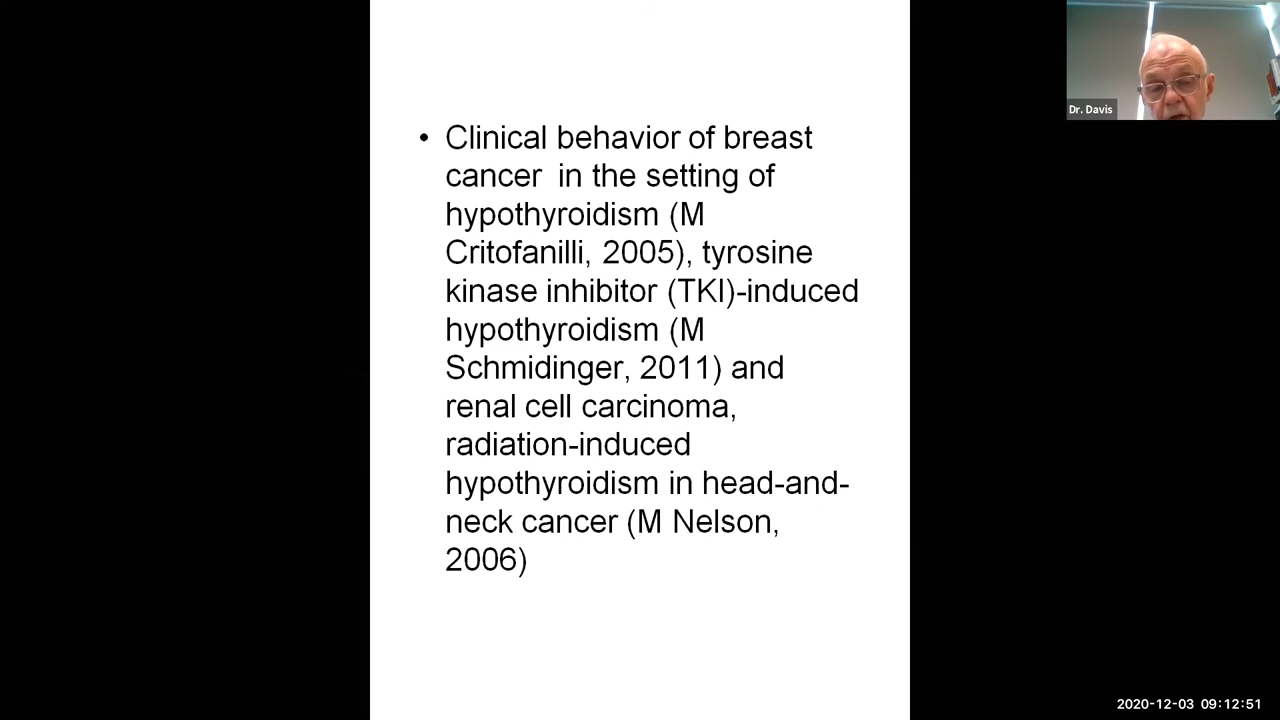 • Clinical behavior of breast
cancer  in the setting of
hypothyroidism (M
Critofanilli, 2005), tyrosine
kinase inhibitor (TKI)-induced
hypothyroidism (M
Schmidinger, 2011) and
renal cell carcinoma,
radiation-induced
hypothyroidism in head-and-
neck cancer (M Nelson,
2006)
Dr. Davis
2020-12-03 09:12:51